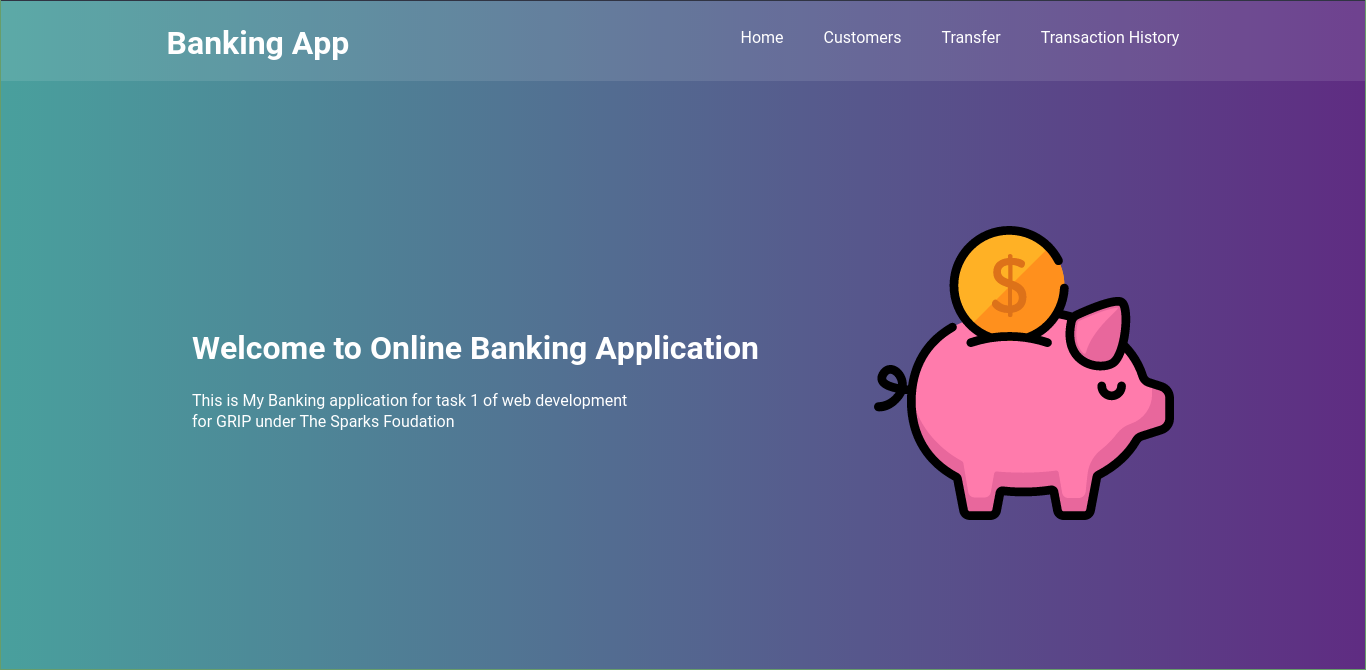 Banking App
Home Customers Transfer Transaction History
$
Welcome to Online Banking Application
This is My Banking application for task 1 of web development
for GRIP under The Sparks Foudation